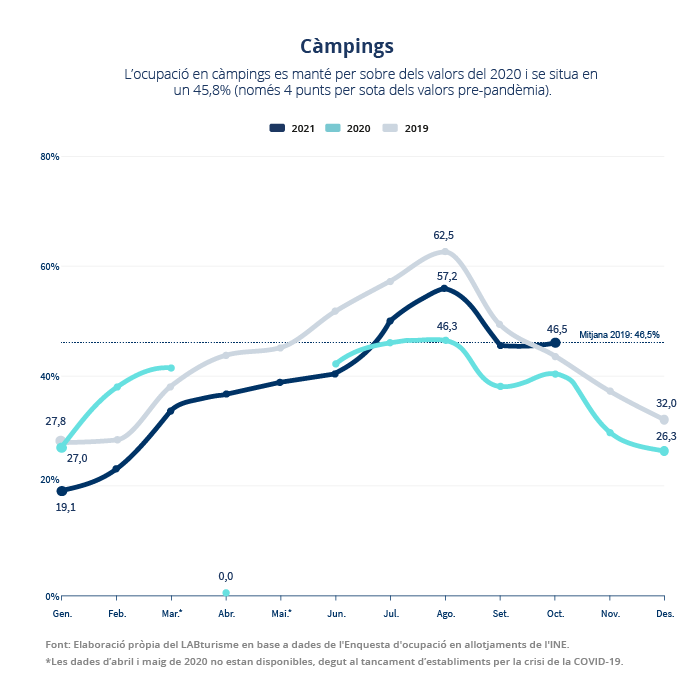 Càmpings
L'ocupació en càmpings es manté per sobre dels valors del 2020 i se situa en
un 45,8% (només 4 punts per sota dels valors pre-pandèmia).
2021 2020 2019
80%
62,5
60%
57,2
46,3
46,5
Mitjana 2019: 46,5%
40%
32,0
27,8
26,3
27,0
20%
19,1
0,0
0%
Gen. Feb. Mar.* Abr. Mai.* Jun. Jul. Ago. Set. Oct. Nov. Des.
Font: Elaboració pròpia del LABturisme en base a dades de l'Enquesta d'ocupació en allotjaments de l'INE.
*Les dades d'abril i maig de 2020 no estan disponibles, degut al tancament d'establiments per la crisi de la COVID-19.